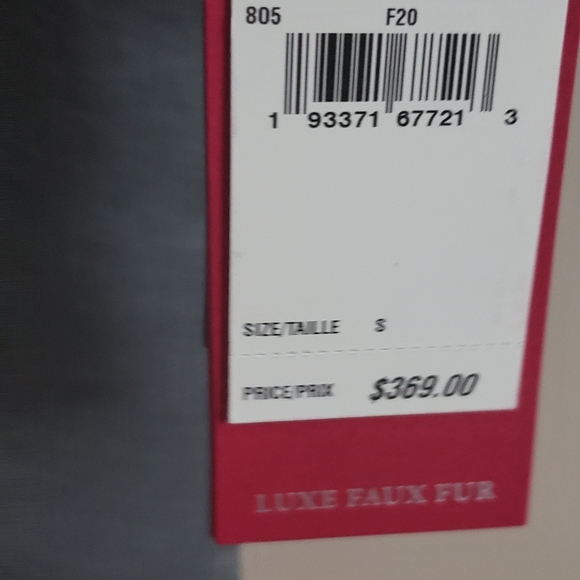 805 F20
1 93371 67721 3
SIZE/TAILLE S
PRICE/PRIX $369.00
LUXE FAUX FUR